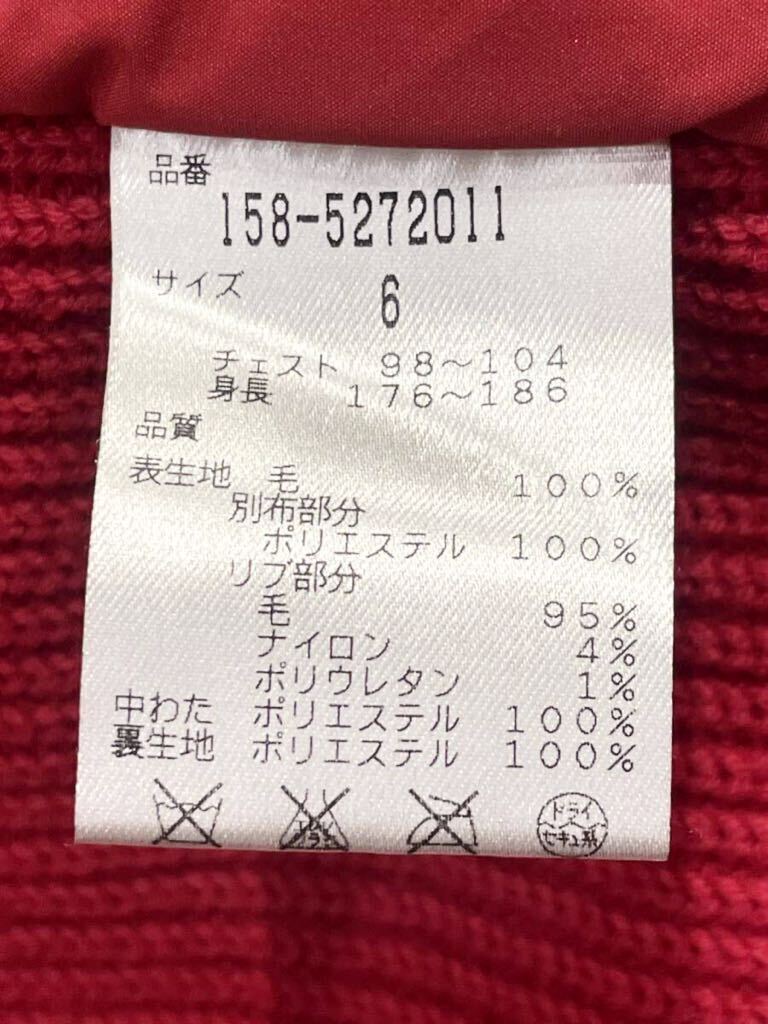 品番
158-5272011
サイズ 6
チェスト 98〜104
身長 176〜186
品質
表生地 毛 100%
別布部分
ポリエステル 100%
リブ部分
毛 95%
ナイロン 4%
ポリウレタン 1%
中わた ポリエステル 100%
裏生地 ポリエステル 100%
ドライ ドライ
セキユ系